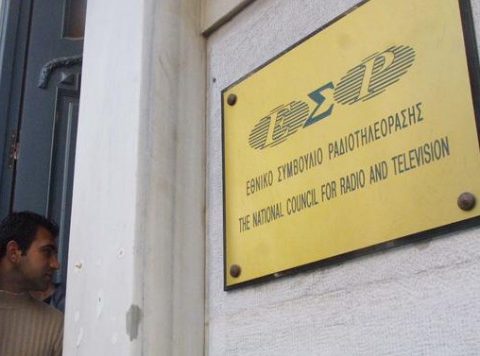 ΕΣΡ
ΕΘΝΙΚΟ ΣΥΜΒΟΥΛΙΟ ΡΑΔΙΟΤΗΛΕΟΡΑΣΗΣ
THE NATIONAL COUNCIL FOR RADIO AND TELEVISION